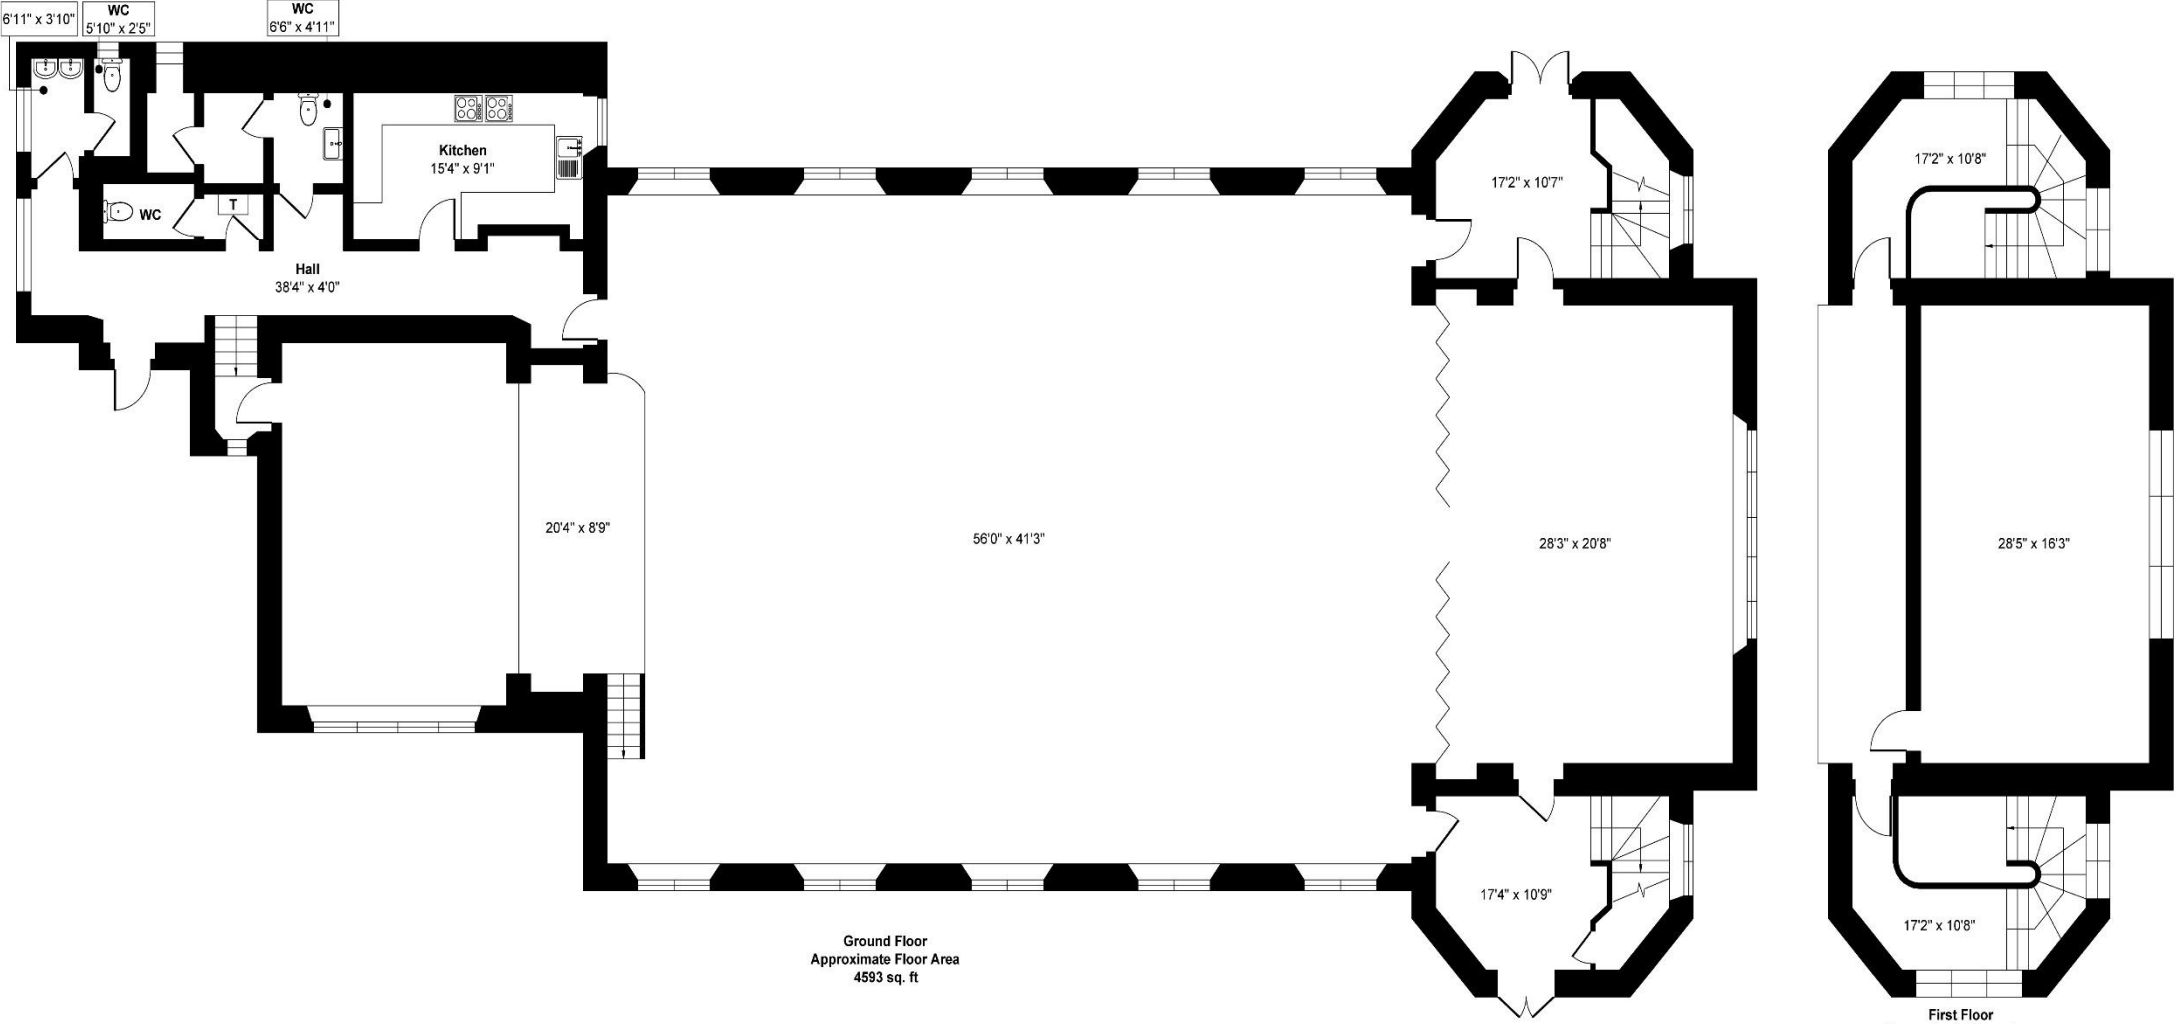 6'11" x 3'10"
WC
5'10" x 2'5"
WC
6'6" x 4'11"
Kitchen
15'4" x 9'1"
WC
T
Hall
38'4" x 4'0"
17'2" x 10'7"
17'2" x 10'8"
20'4" x 8'9"
56'0" x 41'3"
28'3" x 20'8"
28'5" x 16'3"
17'4" x 10'9"
17'2" x 10'8"
Ground Floor
Approximate Floor Area
4593 sq. ft
First Floor